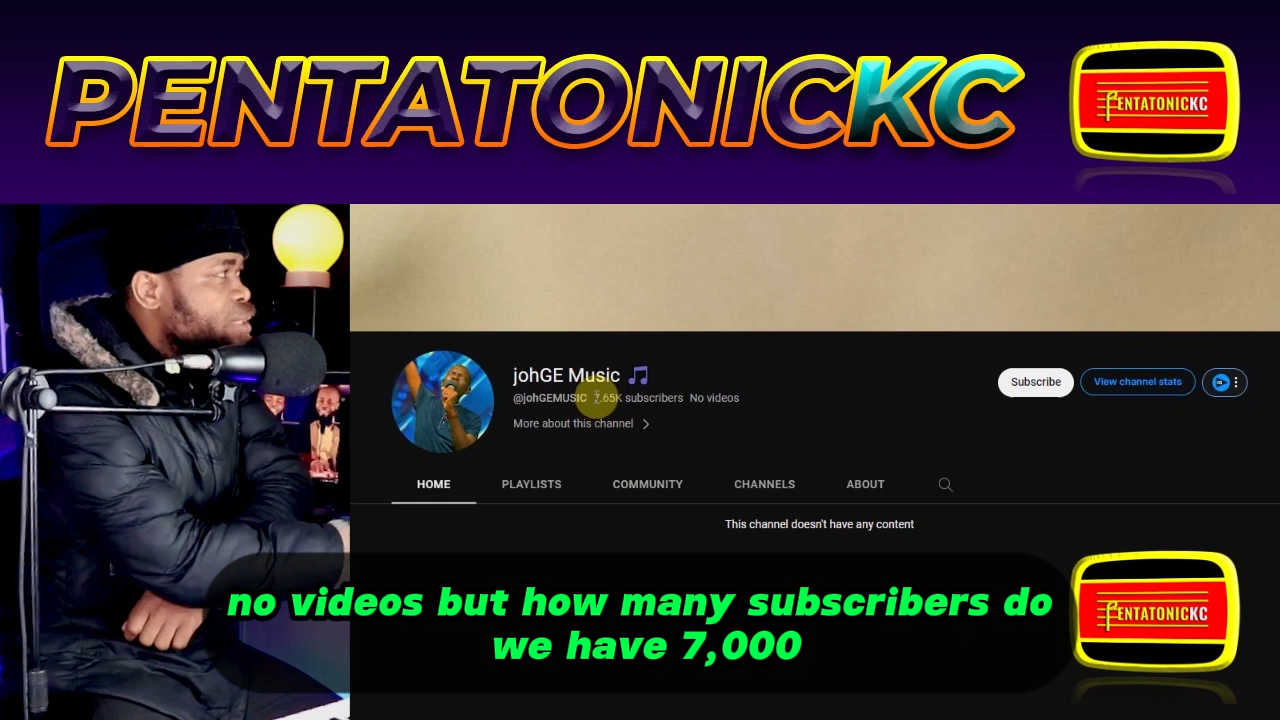 PENTATONICKC
PENTATONICKC
johGE Music
@johGEMUSIC 7.65K subscribers No videos
More about this channel
Subscribe
View channel stats
HOME PLAYLISTS COMMUNITY CHANNELS ABOUT
This channel doesn't have any content
no videos but how many subscribers do
we have 7,000
PENTATONICKC